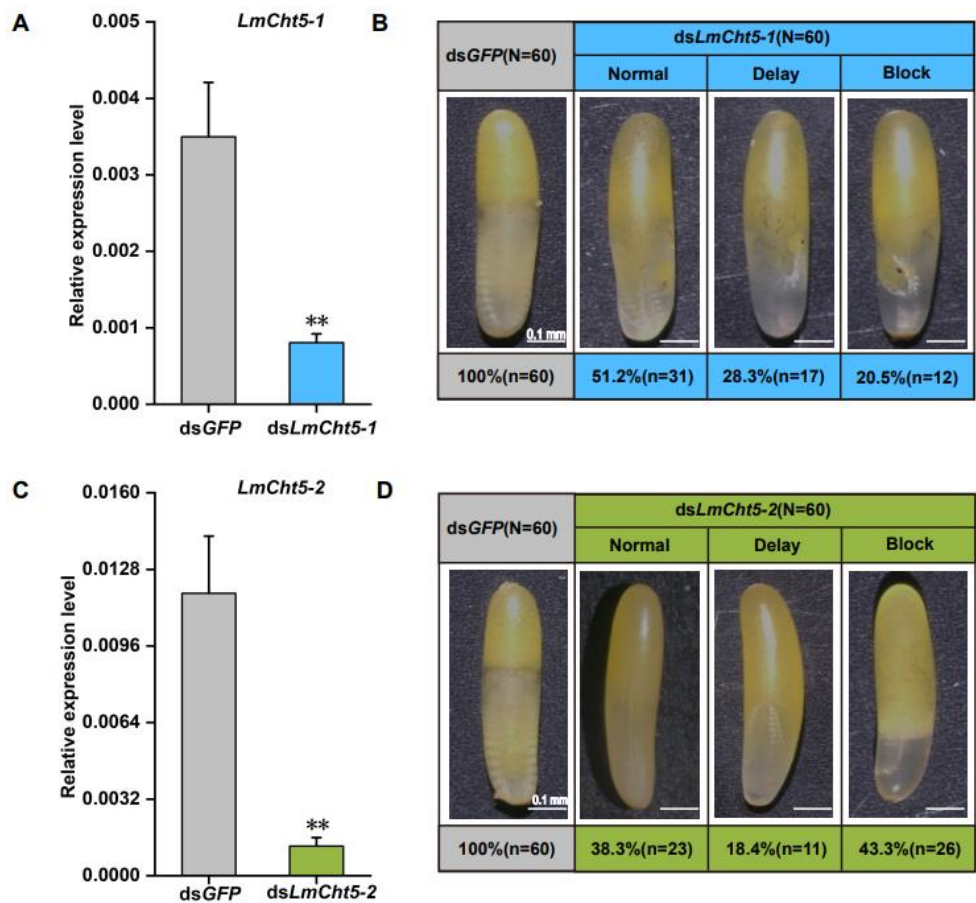 A
LmCht5-1
0.005
0.004
0.003
0.002
0.001
0.000
Relative expression level
**
dsGFP
dsLmCht5-1
B
dsGFP(N=60)
dsLmCht5-1(N=60)
Normal
Delay
Block
0.1 mm
100%(n=60)
51.2%(n=31)
28.3%(n=17)
20.5%(n=12)
C
LmCht5-2
0.0160
0.0128
0.0096
0.0064
0.0032
0.0000
Relative expression level
**
dsGFP
dsLmCht5-2
D
dsGFP(N=60)
dsLmCht5-2(N=60)
Normal
Delay
Block
0.1 mm
100%(n=60)
38.3%(n=23)
18.4%(n=11)
43.3%(n=26)